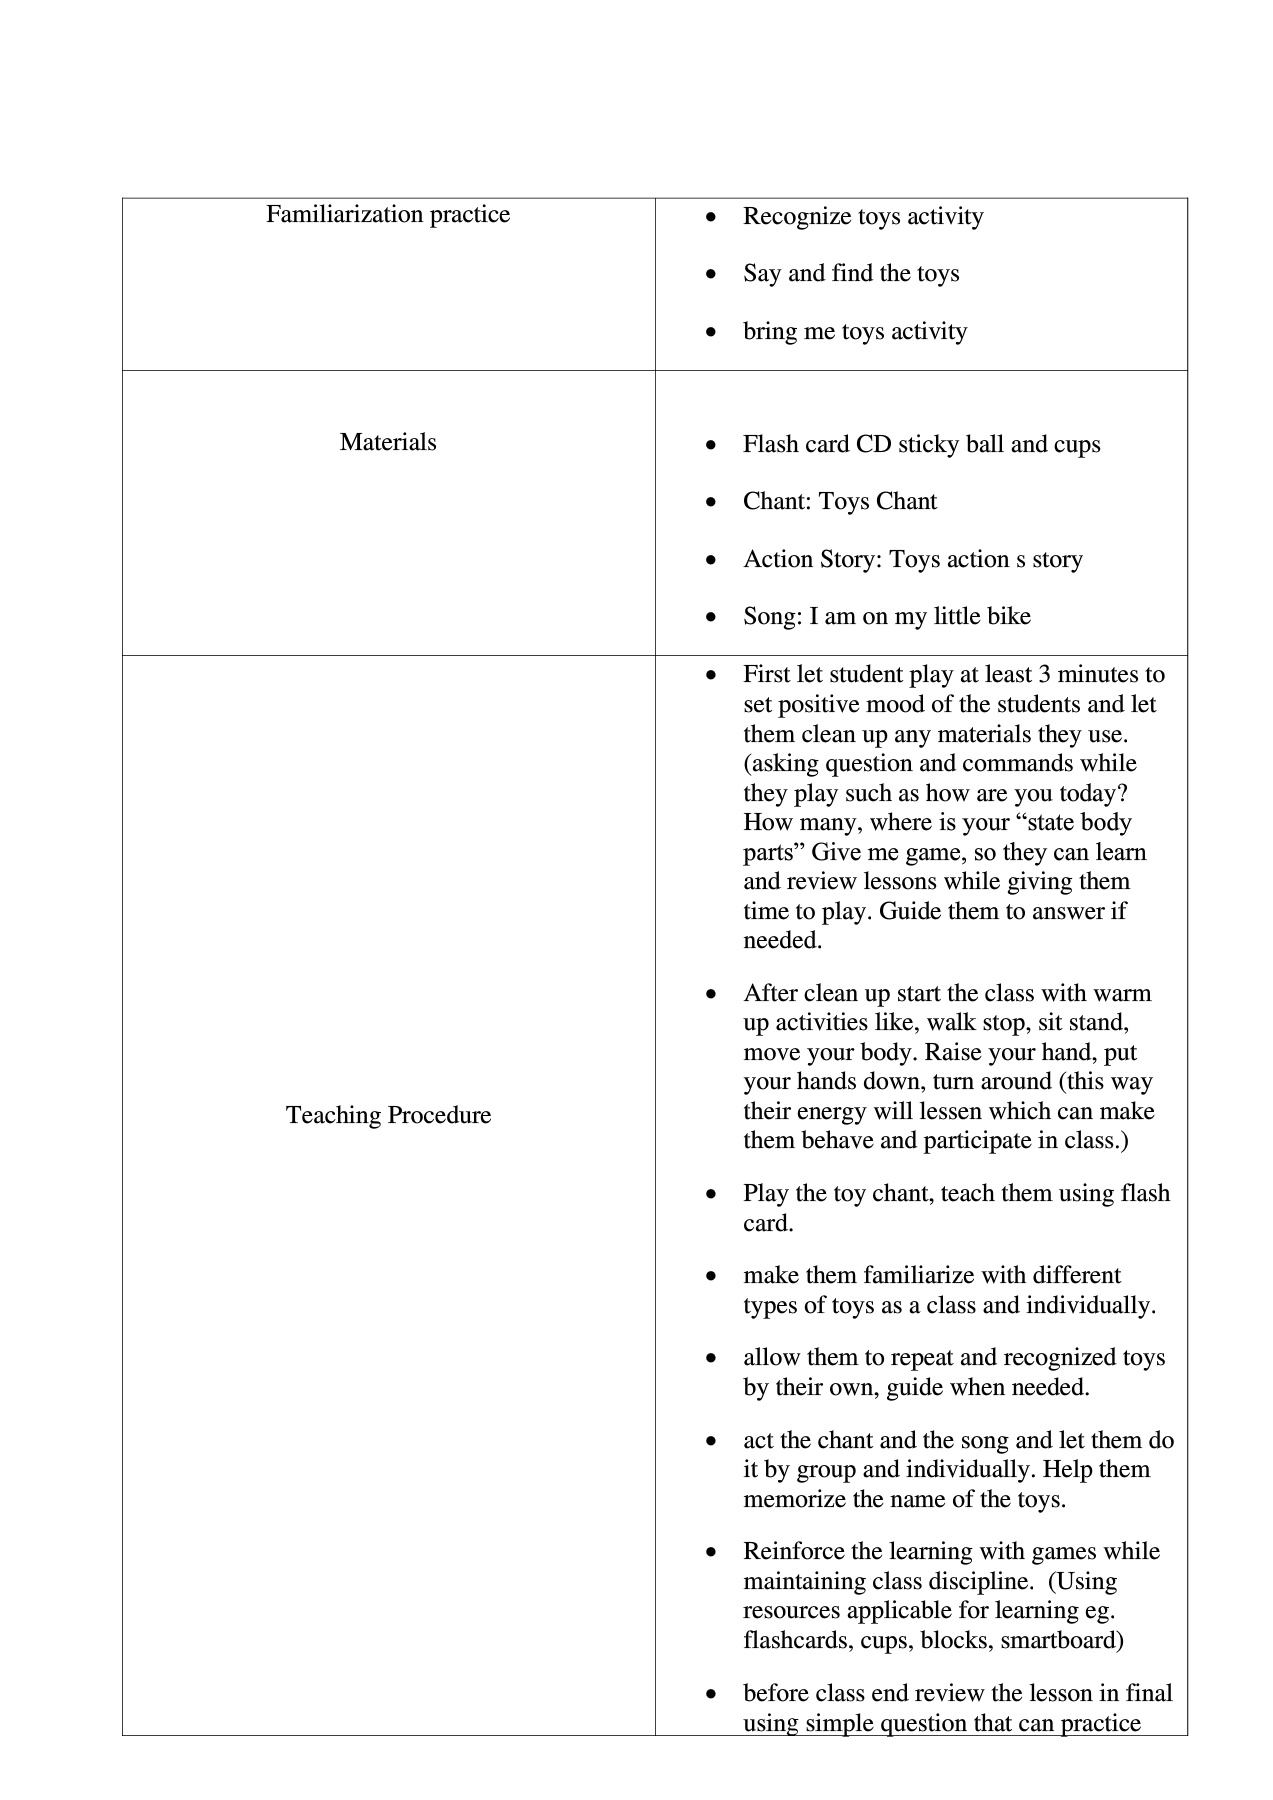 Familiarization practice
• Recognize toys activity
• Say and find the toys
• bring me toys activity
Materials
• Flash card CD sticky ball and cups
• Chant: Toys Chant
• Action Story: Toys action s story
• Song: I am on my little bike
Teaching Procedure
• First let student play at least 3 minutes to
set positive mood of the students and let
them clean up any materials they use.
(asking question and commands while
they play such as how are you today?
How many, where is your “state body
parts” Give me game, so they can learn
and review lessons while giving them
time to play. Guide them to answer if
needed.
• After clean up start the class with warm
up activities like, walk stop, sit stand,
move your body. Raise your hand, put
your hands down, turn around (this way
their energy will lessen which can make
them behave and participate in class.)
• Play the toy chant, teach them using flash
card.
• make them familiarize with different
types of toys as a class and individually.
• allow them to repeat and recognized toys
by their own, guide when needed.
• act the chant and the song and let them do
it by group and individually. Help them
memorize the name of the toys.
• Reinforce the learning with games while
maintaining class discipline.  (Using
resources applicable for learning eg.
flashcards, cups, blocks, smartboard)
• before class end review the lesson in final
using simple question that can practice